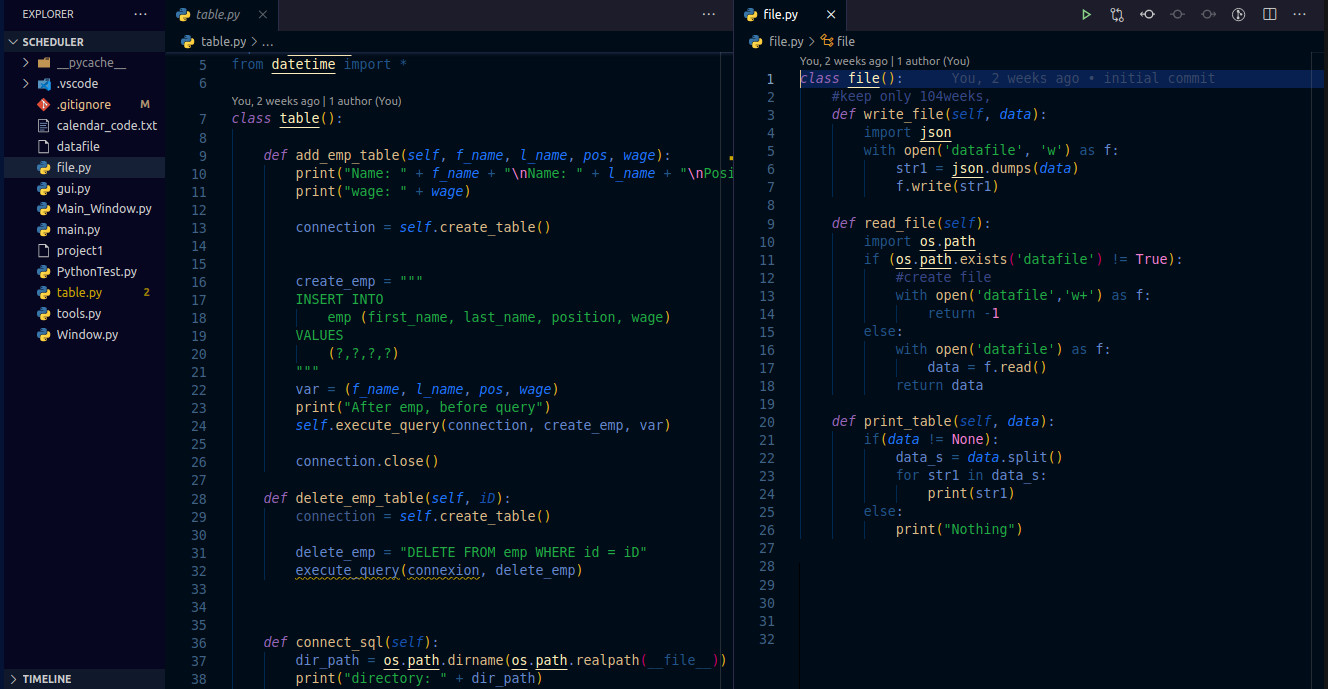 EXPLORER
SCHEDULER
__pycache__
.vscode
.gitignore M
calendar_code.txt
datafile
file.py
gui.py
Main_Window.py
main.py
project1
PythonTest.py
table.py 2
tools.py
Window.py
TIMELINE
table.py
table.py > ...
5 from datetime import *
6
You, 2 weeks ago | 1 author (You)
7 class table():
8
9     def add_emp_table(self, f_name, l_name, pos, wage):
10         print("Name: " + f_name + "\nName: " + l_name + "\nPosi
11         print("wage: " + wage)
12
13         connection = self.create_table()
14
15
16         create_emp = """
17         INSERT INTO
18             emp (first_name, last_name, position, wage)
19         VALUES
20             (?,?,?,?)
21         """
22         var = (f_name, l_name, pos, wage)
23         print("After emp, before query")
24         self.execute_query(connection, create_emp, var)
25
26         connection.close()
27
28     def delete_emp_table(self, iD):
29         connection = self.create_table()
30
31         delete_emp = "DELETE FROM emp WHERE id = iD"
32         execute_query(connexion, delete_emp)
33
34
35
36     def connect_sql(self):
37         dir_path = os.path.dirname(os.path.realpath(__file__))
38         print("directory: " + dir_path)
file.py
file.py > file
You, 2 weeks ago | 1 author (You)
1 class file():      You, 2 weeks ago • initial commit
2     #keep only 104weeks,
3     def write_file(self, data):
4         import json
5         with open('datafile', 'w') as f:
6             str1 = json.dumps(data)
7             f.write(str1)
8
9     def read_file(self):
10         import os.path
11         if (os.path.exists('datafile') != True):
12             #create file
13             with open('datafile','w+') as f:
14                 return -1
15         else:
16             with open('datafile') as f:
17                 data = f.read()
18             return data
19
20     def print_table(self, data):
21         if(data != None):
22             data_s = data.split()
23             for str1 in data_s:
24                 print(str1)
25         else:
26             print("Nothing")
27
28
29
30
31
32